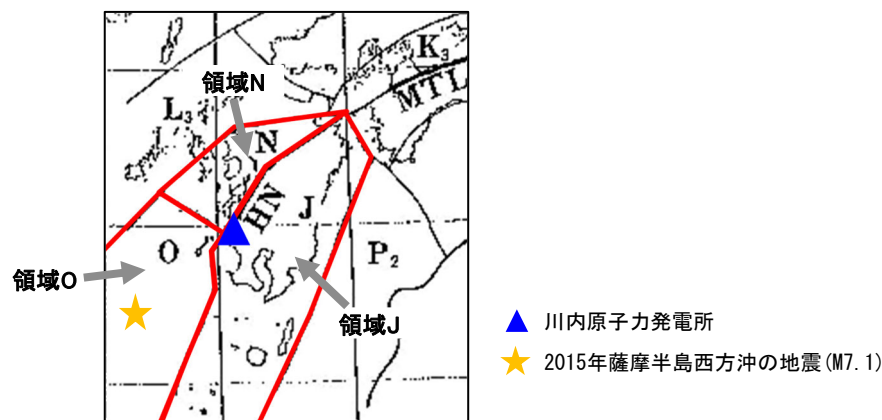 K₃
領域N
MTL
L₃
N
HN
J
O
P₂
領域O
領域J
川内原子力発電所
2015年薩摩半島西方沖の地震(M7.1)